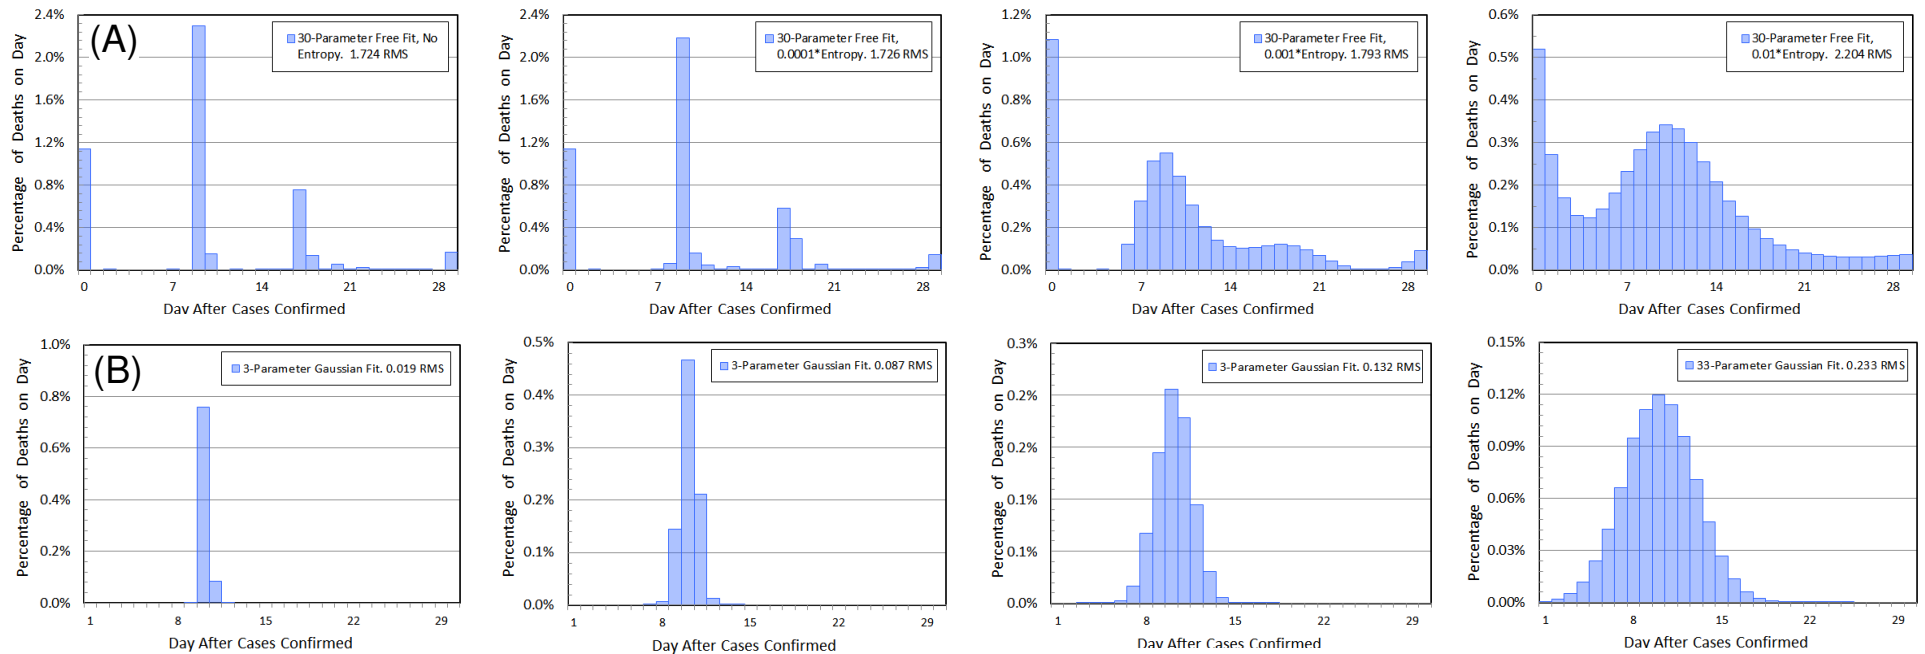 (A)
Percentage of Deaths on Day
2.4%
2.0%
1.6%
1.2%
0.8%
0.4%
0.0%
30-Parameter Free Fit, No
Entropy. 1.724 RMS
0 7 14 21 28
Day After Cases Confirmed
Percentage of Deaths on Day
2.4%
2.0%
1.6%
1.2%
0.8%
0.4%
0.0%
30-Parameter Free Fit,
0.0001*Entropy. 1.726 RMS
0 7 14 21 28
Day After Cases Confirmed
Percentage of Deaths on Day
1.2%
1.0%
0.8%
0.6%
0.4%
0.2%
0.0%
30-Parameter Free Fit,
0.001*Entropy. 1.793 RMS
0 7 14 21 28
Day After Cases Confirmed
Percentage of Deaths on Day
0.6%
0.5%
0.4%
0.3%
0.2%
0.1%
0.0%
30-Parameter Free Fit,
0.01*Entropy. 2.204 RMS
0 7 14 21 28
Day After Cases Confirmed
(B)
Percentage of Deaths on Day
1.0%
0.8%
0.6%
0.4%
0.2%
0.0%
3-Parameter Gaussian Fit. 0.019 RMS
1 8 15 22 29
Day After Cases Confirmed
Percentage of Deaths on Day
0.5%
0.4%
0.3%
0.2%
0.1%
0.0%
3-Parameter Gaussian Fit. 0.087 RMS
1 8 15 22 29
Day After Cases Confirmed
Percentage of Deaths on Day
0.3%
0.2%
0.2%
0.1%
0.1%
0.0%
3-Parameter Gaussian Fit. 0.132 RMS
1 8 15 22 29
Day After Cases Confirmed
Percentage of Deaths on Day
0.15%
0.12%
0.09%
0.06%
0.03%
0.00%
33-Parameter Gaussian Fit. 0.233 RMS
1 8 15 22 29
Day After Cases Confirmed